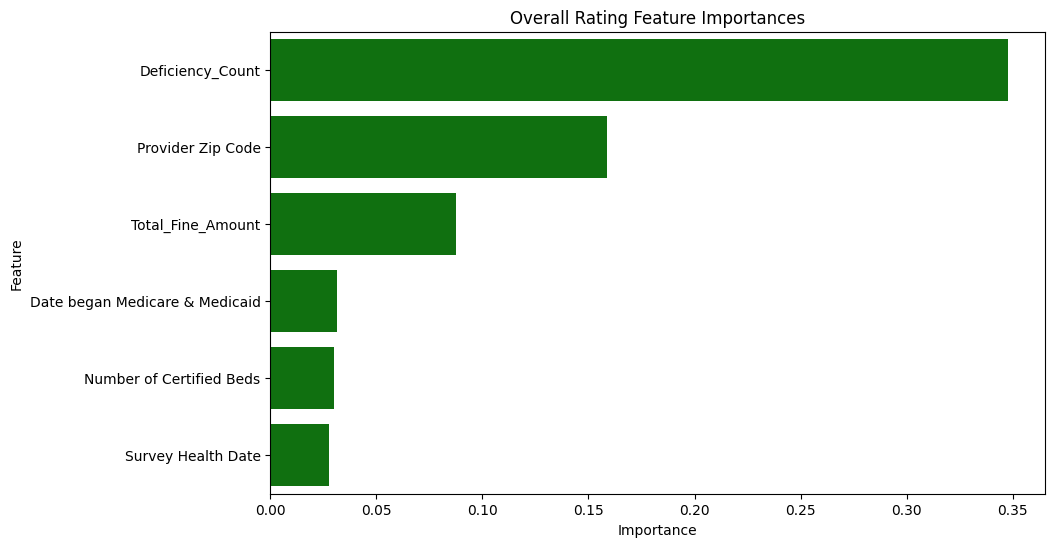 Overall Rating Feature Importances
Deficiency_Count
Provider Zip Code
Total_Fine_Amount
Date began Medicare & Medicaid
Number of Certified Beds
Survey Health Date
Feature
0.00 0.05 0.10 0.15 0.20 0.25 0.30 0.35
Importance